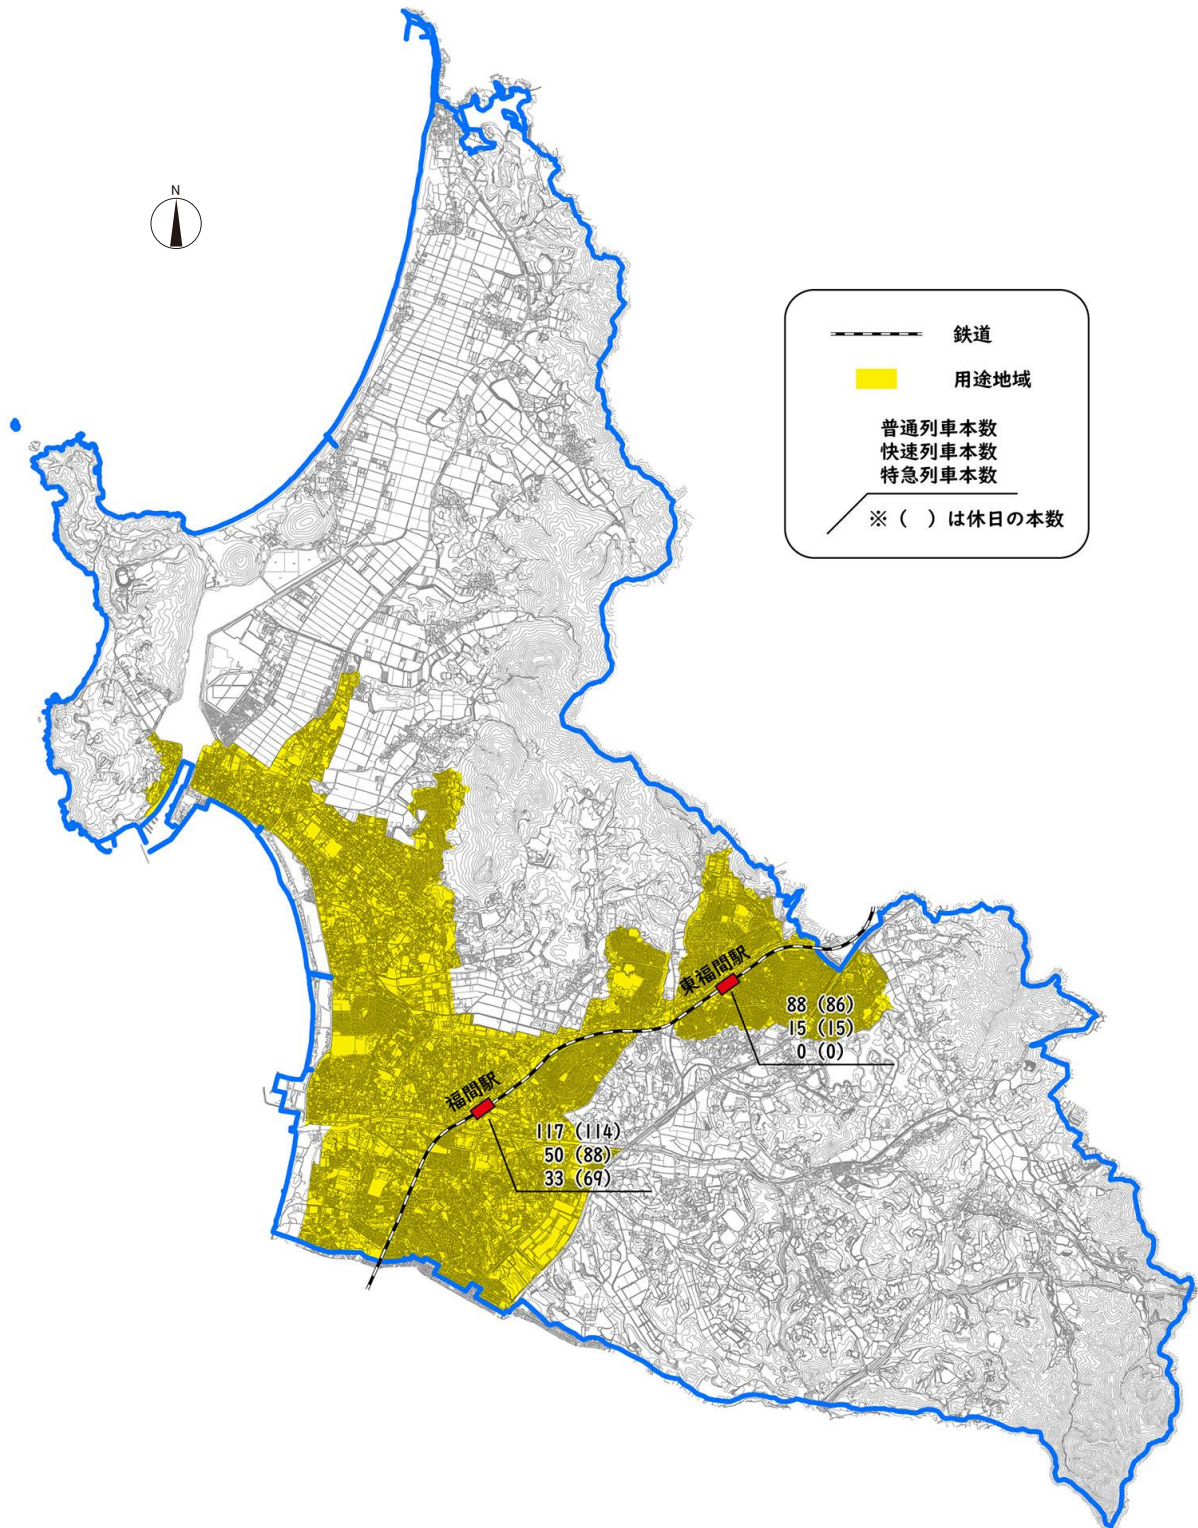 N
鉄道
用途地域
普通列車本数
快速列車本数
特急列車本数
※（　）は休日の本数
東福間駅
88（86）
15（15）
0（0）
福間駅
117（114）
50（88）
33（69）